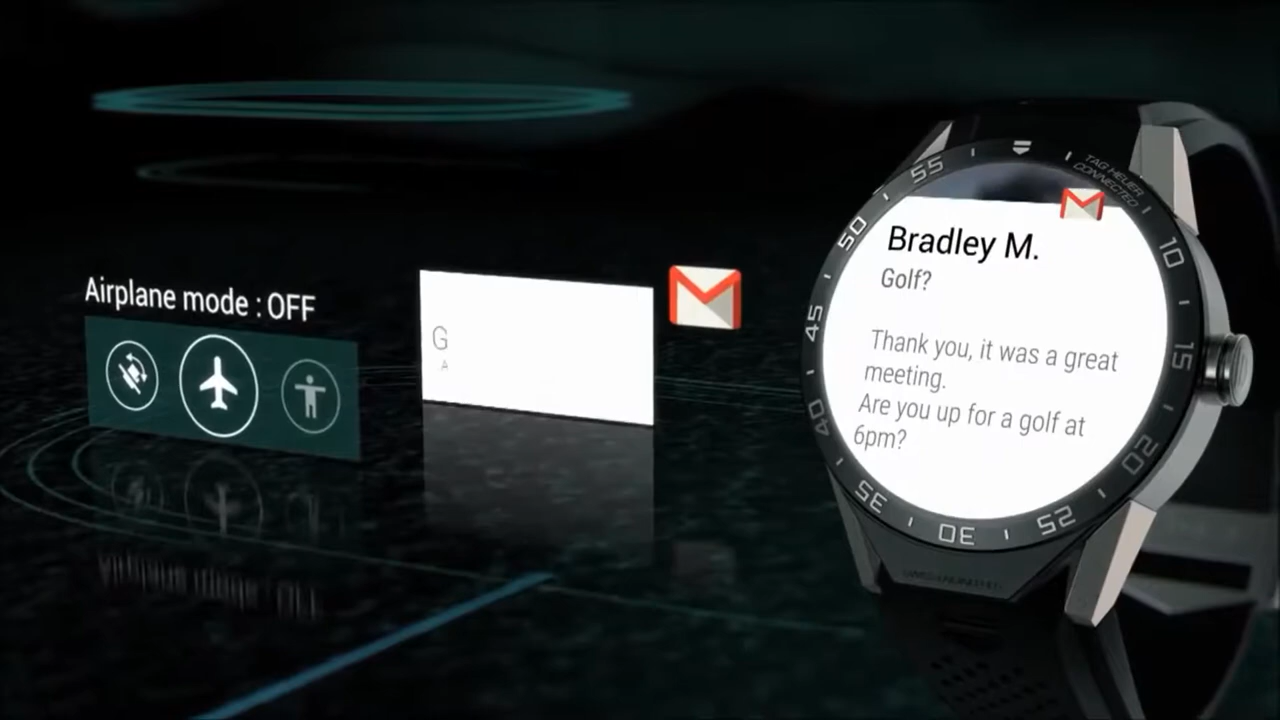 Airplane mode : OFF
G
A
TAG HEUER
CONNECTED
55
50
45
40
35
30
25
20
15
10
Bradley M.
Golf?
Thank you, it was a great
meeting.
Are you up for a golf at
6pm?